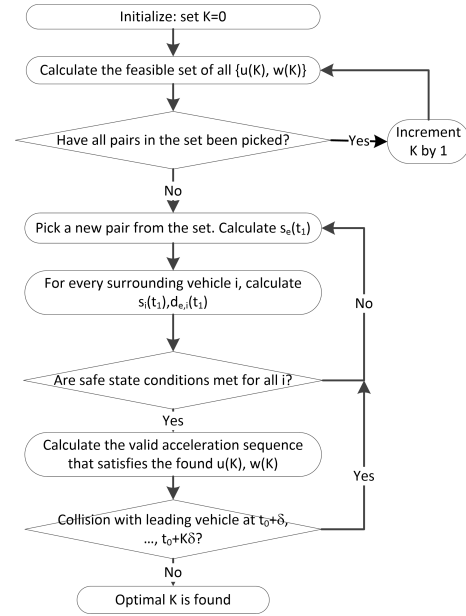 Initialize: set K=0
Calculate the feasible set of all {u(K), w(K)}
Have all pairs in the set been picked?
Yes
Increment
K by 1
No
Pick a new pair from the set. Calculate sₑ(t₁)
For every surrounding vehicle i, calculate
sᵢ(t₁),dₑ,ᵢ(t₁)
No
Are safe state conditions met for all i?
Yes
Calculate the valid acceleration sequence
that satisfies the found u(K), w(K)
Yes
Collision with leading vehicle at t₀+δ,
…, t₀+Kδ?
No
Optimal K is found